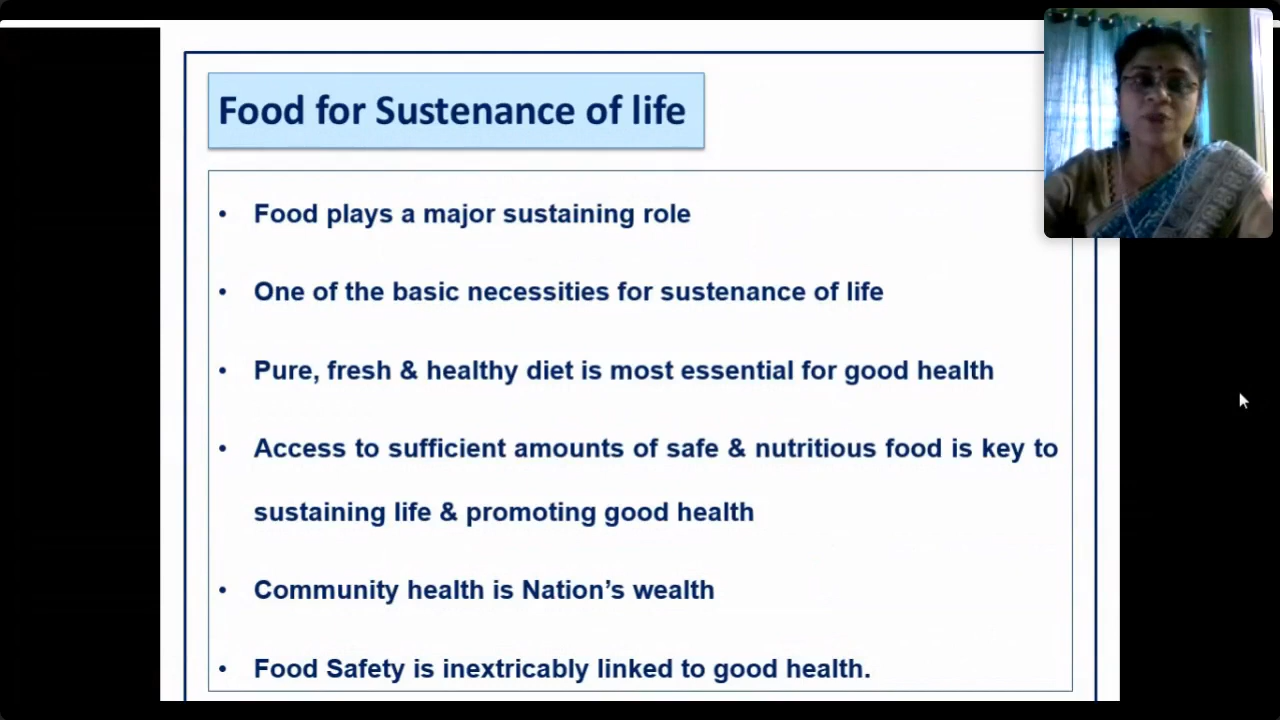 Food for Sustenance of life
• Food plays a major sustaining role
• One of the basic necessities for sustenance of life
• Pure, fresh & healthy diet is most essential for good health
• Access to sufficient amounts of safe & nutritious food is key to
sustaining life & promoting good health
• Community health is Nation’s wealth
• Food Safety is inextricably linked to good health.